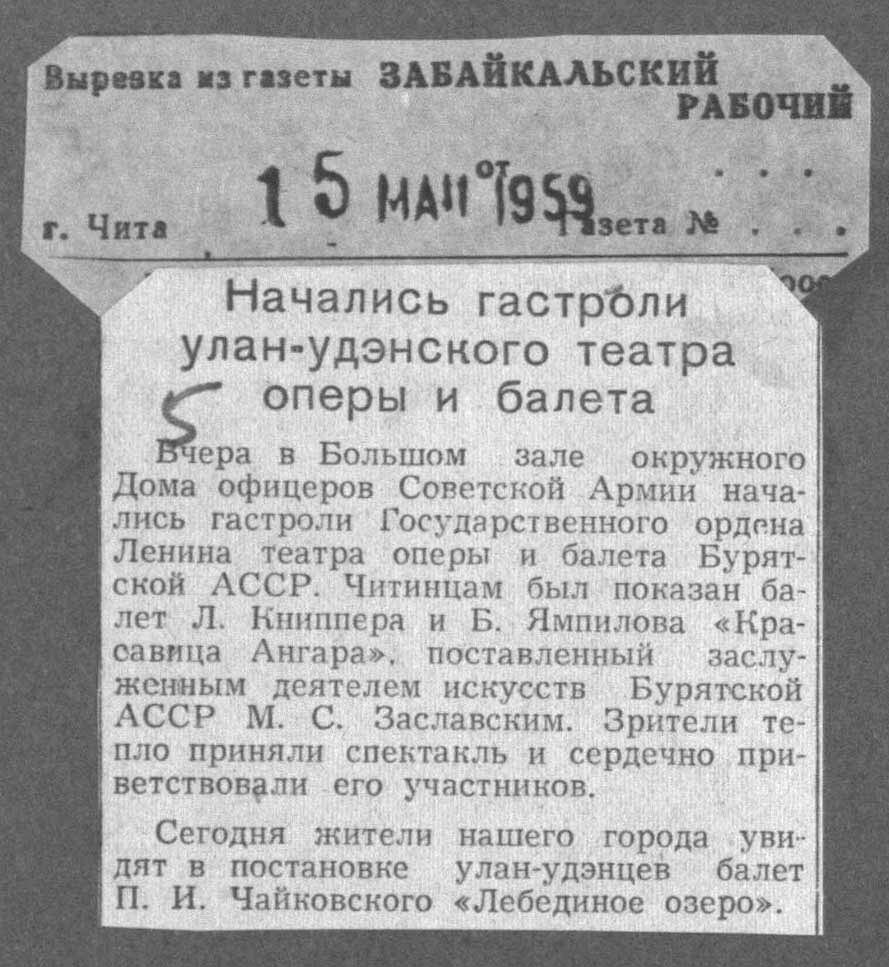 Вырезка из газеты ЗАБАЙКАЛЬСКИЙ
РАБОЧИЙ
от . . .
15 МАЙ 1959
г. Чита Газета № . . .
Начались гастроли
улан-удэнского театра
оперы и балета
5
Вчера в Большом зале окружного
Дома офицеров Советской Армии нача-
лись гастроли Государственного ордена
Ленина театра оперы и балета Бурят-
ской АССР. Читинцам был показан ба-
лет Л. Книппера и Б. Ямпилова «Кра-
савица Ангара», поставленный заслу-
женным деятелем искусств Бурятской
АССР М. С. Заславским. Зрители те-
пло приняли спектакль и сердечно при-
ветствовали его участников.
Сегодня жители нашего города уви-
дят в постановке улан-удэнцев балет
П. И. Чайковского «Лебединое озеро».